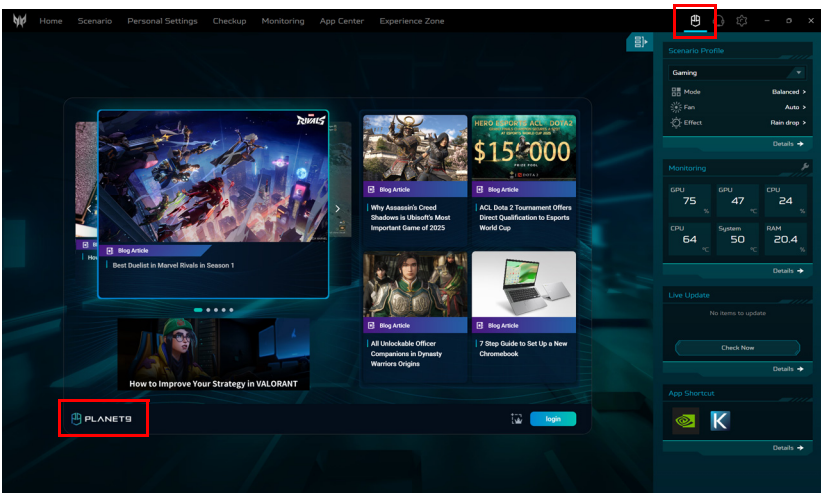 Home Scenario Personal Settings Checkup Monitoring App Center Experience Zone
RIVALS
Blog Article
Best Duelist in Marvel Rivals in Season 1
How to Improve Your Strategy in VALORANT
Blog Article
Why Assassin's Creed
Shadows is Ubisoft's Most
Important Game of 2025
HERO ESPORTS ACL DOTA2
PRIZE POOL
DOTA 2
Blog Article
ACL Dota 2 Tournament Offers
Direct Qualification to Esports
World Cup
Blog Article
All Unlockable Officer
Companions in Dynasty
Warriors Origins
Blog Article
7 Step Guide to Set Up a New
Chromebook
PLANET9
login
Scenario Profile
Gaming
Mode Balanced >
Fan Auto >
Effect Rain drop >
Details
Monitoring
GPU GPU CPU
75 % 47 °C 24 %
CPU System RAM
64 °C 50 °C 20.4 %
Details
Live Update
No items to update
Check Now
Details
App Shortcut
K
Details